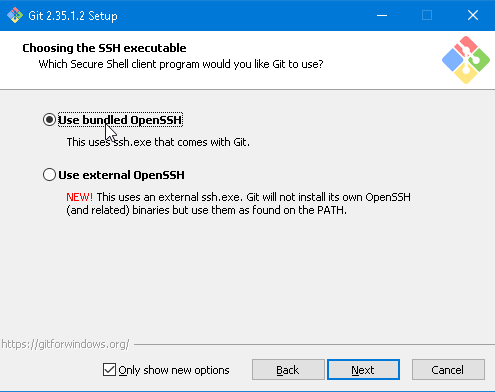 Git 2.35.1.2 Setup
Choosing the SSH executable
Which Secure Shell client program would you like Git to use?
Use bundled OpenSSH
This uses ssh.exe that comes with Git.
Use external OpenSSH
NEW! This uses an external ssh.exe. Git will not install its own OpenSSH
(and related) binaries but use them as found on the PATH.
https://gitforwindows.org/
Only show new options
Back
Next
Cancel